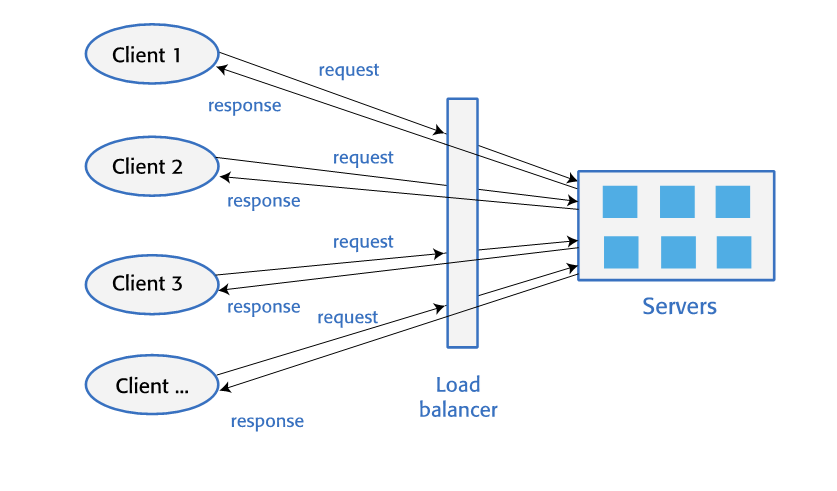 Client 1
request
response
Client 2
request
response
Client 3
request
response
request
Client ...
response
Load
balancer
Servers